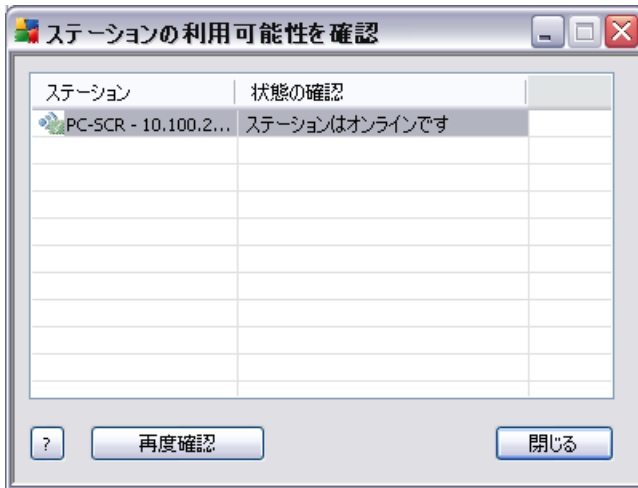 ステーションの利用可能性を確認
ステーション 状態の確認
PC-SCR - 10.100.2... ステーションはオンラインです
? 再度確認 閉じる